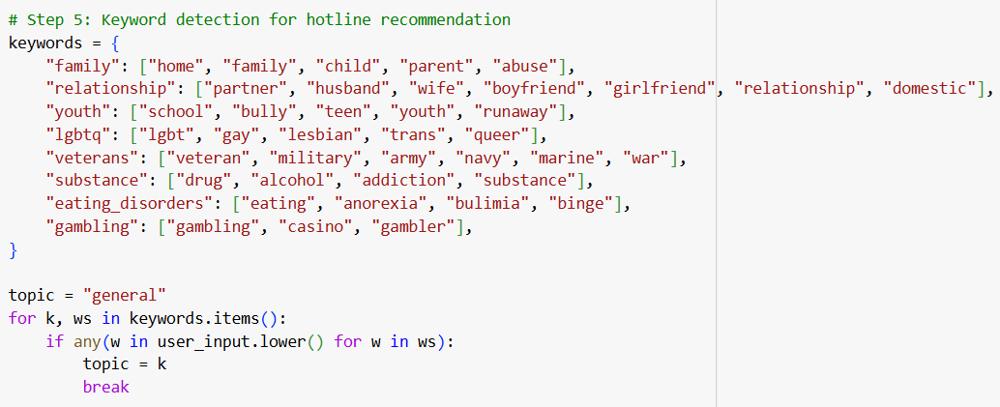 # Step 5: Keyword detection for hotline recommendation
keywords = {
    "family": ["home", "family", "child", "parent", "abuse"],
    "relationship": ["partner", "husband", "wife", "boyfriend", "girlfriend", "relationship", "domestic"],
    "youth": ["school", "bully", "teen", "youth", "runaway"],
    "lgbtq": ["lgbt", "gay", "lesbian", "trans", "queer"],
    "veterans": ["veteran", "military", "army", "navy", "marine", "war"],
    "substance": ["drug", "alcohol", "addiction", "substance"],
    "eating_disorders": ["eating", "anorexia", "bulimia", "binge"],
    "gambling": ["gambling", "casino", "gambler"],
}
topic = "general"
for k, ws in keywords.items():
    if any(w in user_input.lower() for w in ws):
        topic = k
        break